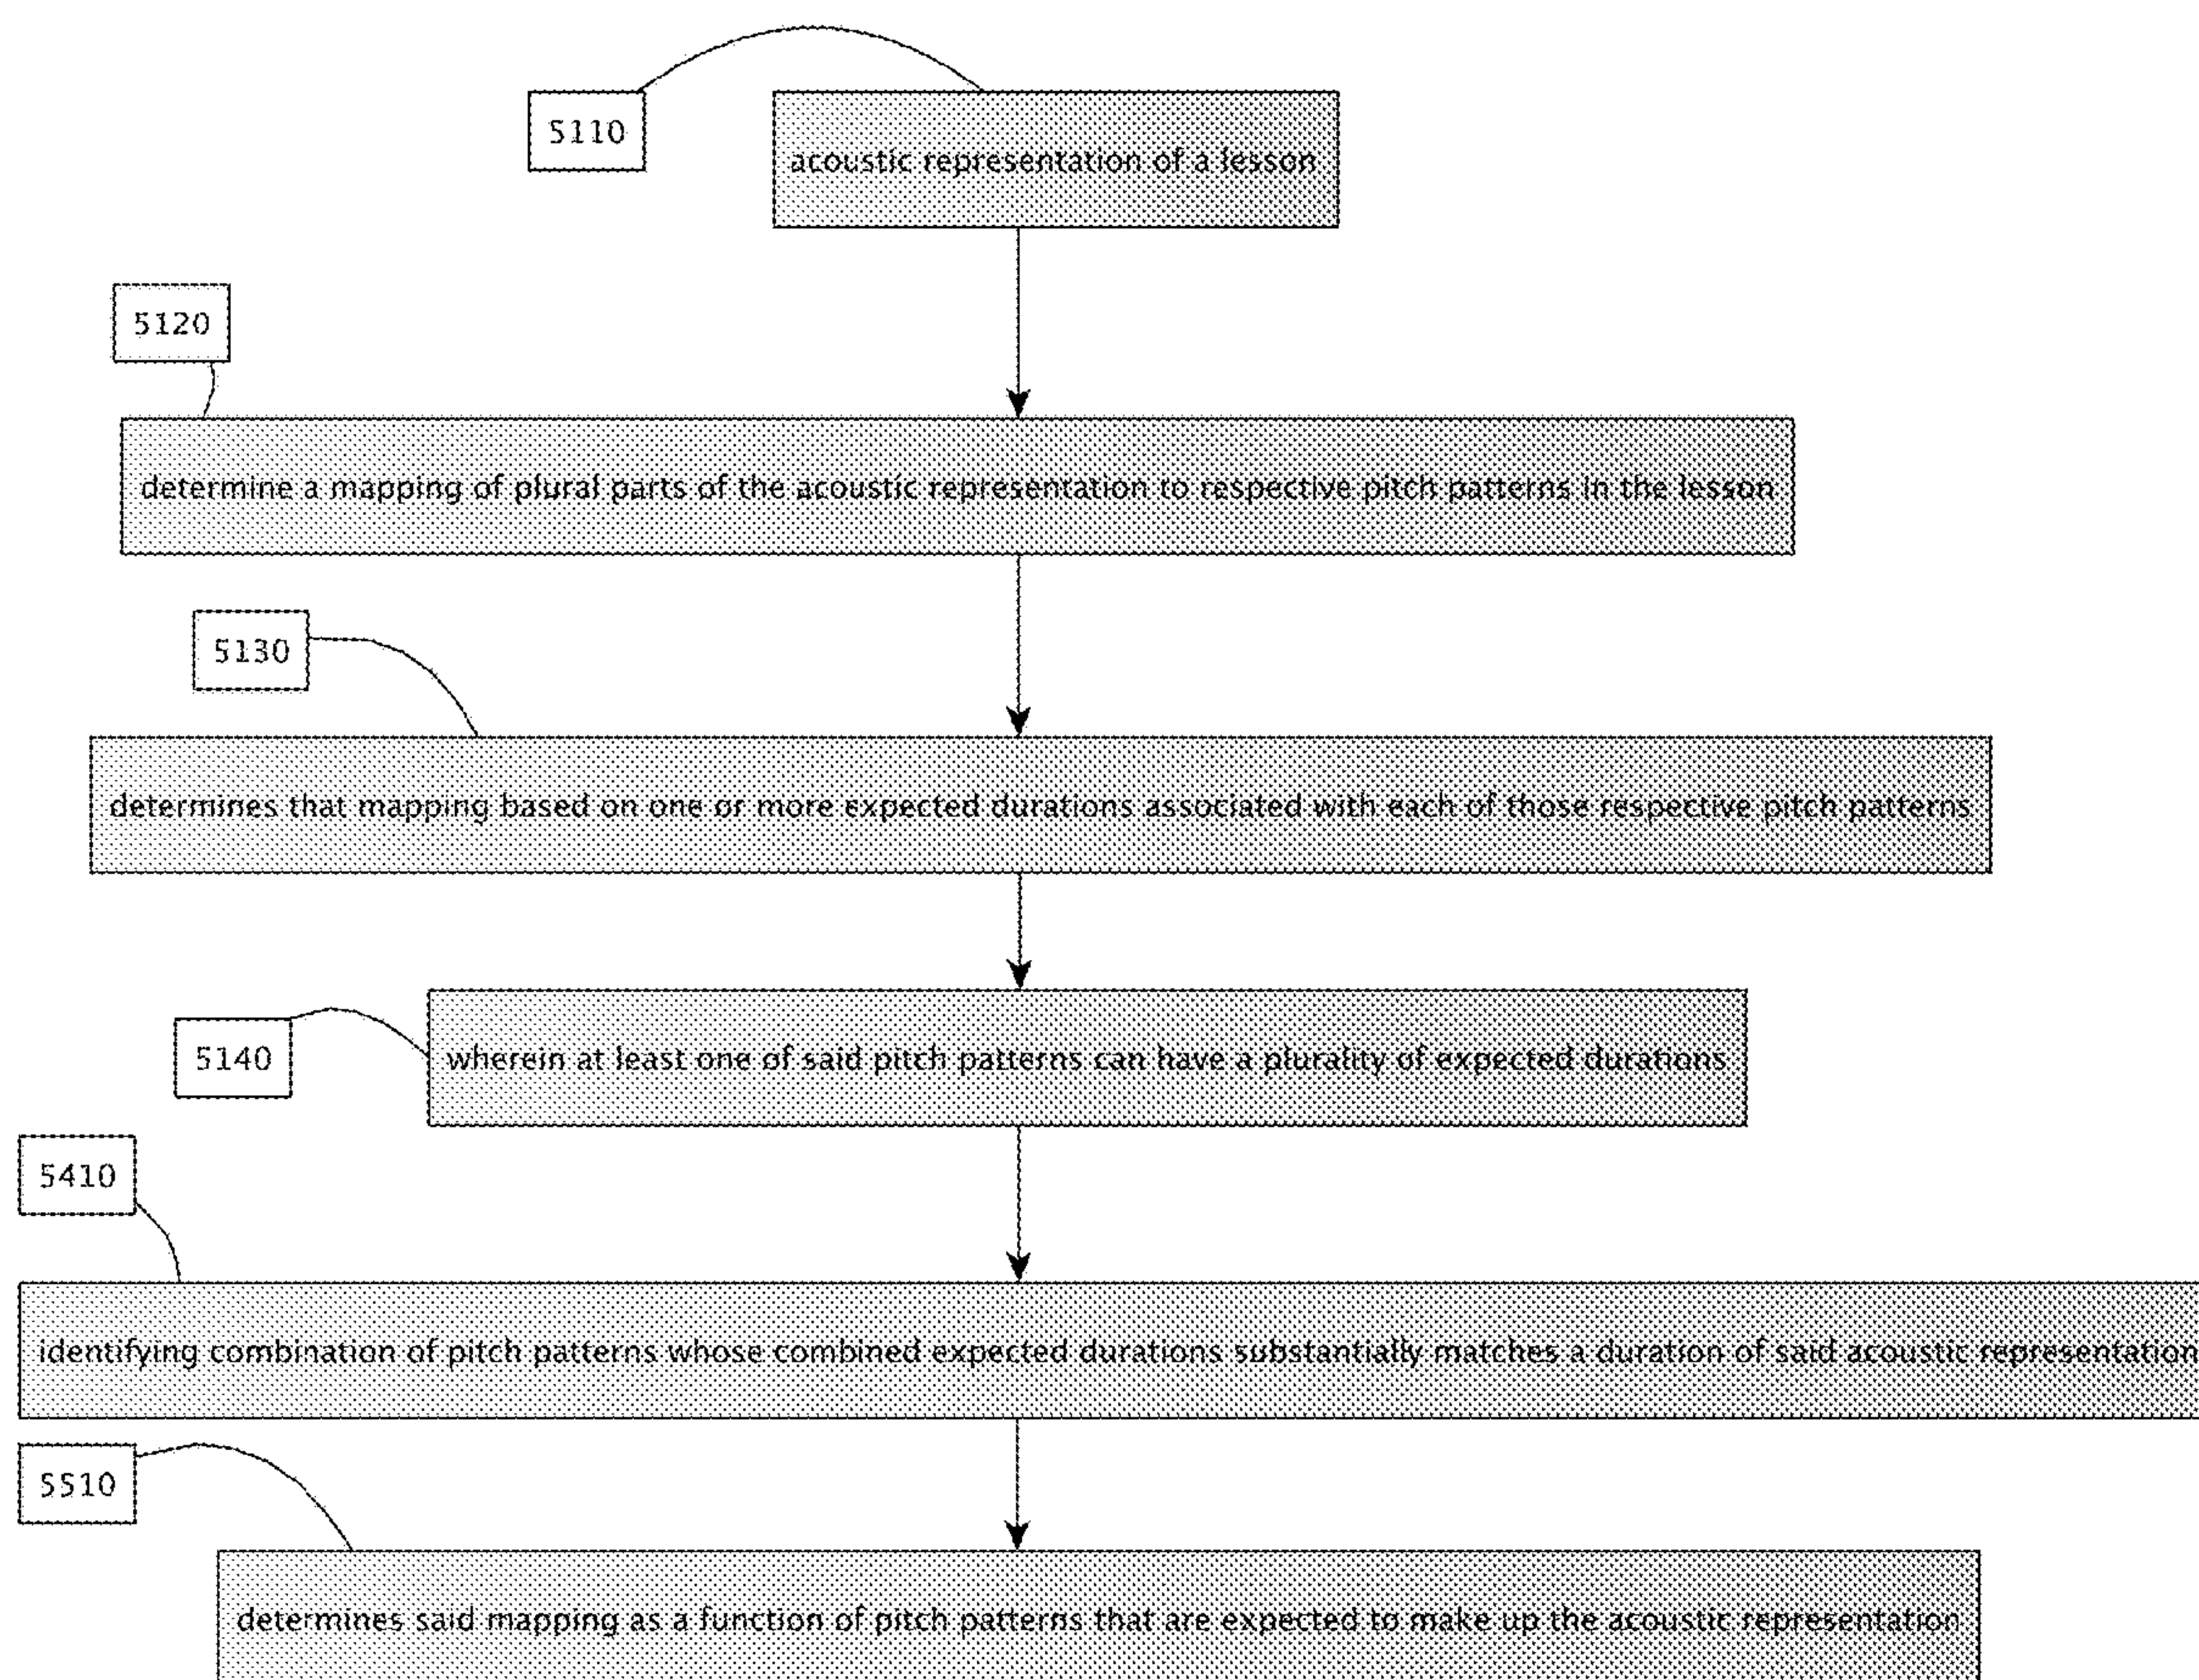 5110
acoustic representation of a lesson
5120
determine a mapping of plural parts of the acoustic representation to respective pitch patterns in the lesson
5130
determines that mapping based on one or more expected durations associated with each of those respective pitch patterns
5140
wherein at least one of said pitch patterns can have a plurality of expected durations
5410
identifying combination of pitch patterns whose combined expected durations substantially matches a duration of said acoustic representation
5510
determines said mapping as a function of pitch patterns that are expected to make up the acoustic representation